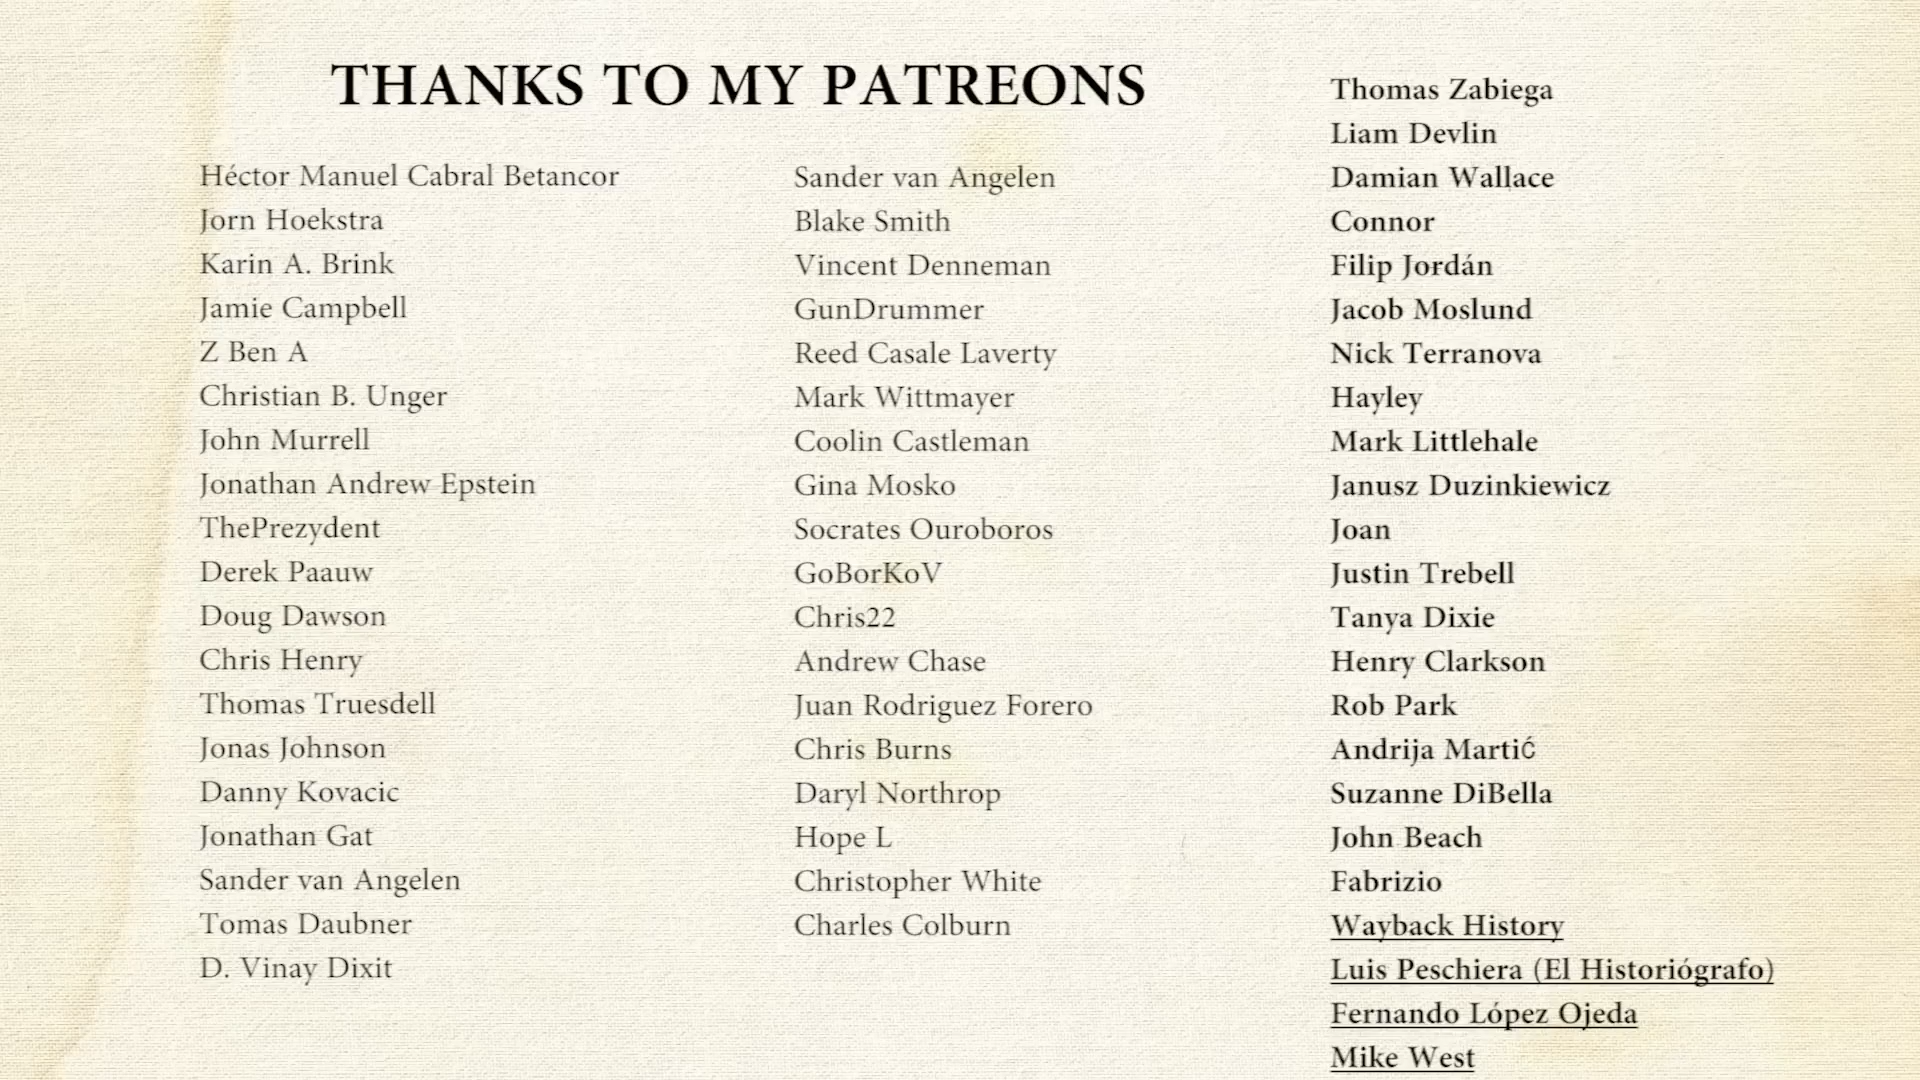 THANKS TO MY PATREONS
Héctor Manuel Cabral Betancor
Jorn Hoekstra
Karin A. Brink
Jamie Campbell
Z Ben A
Christian B. Unger
John Murrell
Jonathan Andrew Epstein
ThePrezydent
Derek Paauw
Doug Dawson
Chris Henry
Thomas Truesdell
Jonas Johnson
Danny Kovacic
Jonathan Gat
Sander van Angelen
Tomas Daubner
D. Vinay Dixit
Sander van Angelen
Blake Smith
Vincent Denneman
GunDrummer
Reed Casale Laverty
Mark Wittmayer
Coolin Castleman
Gina Mosko
Socrates Ouroboros
GoBorKoV
Chris22
Andrew Chase
Juan Rodriguez Forero
Chris Burns
Daryl Northrop
Hope L
Christopher White
Charles Colburn
Thomas Zabiega
Liam Devlin
Damian Wallace
Connor
Filip Jordán
Jacob Moslund
Nick Terranova
Hayley
Mark Littlehale
Janusz Duzinkiewicz
Joan
Justin Trebell
Tanya Dixie
Henry Clarkson
Rob Park
Andrija Martić
Suzanne DiBella
John Beach
Fabrizio
Wayback History
Luis Peschiera (El Historiógrafo)
Fernando López Ojeda
Mike West